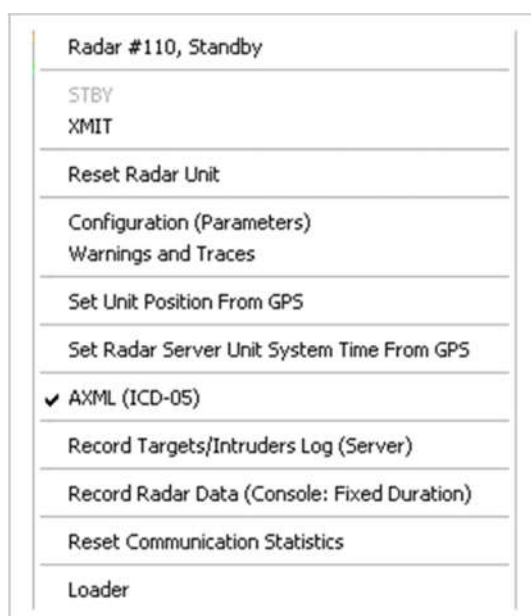 Radar #110, Standby
STBY
XMIT
Reset Radar Unit
Configuration (Parameters)
Warnings and Traces
Set Unit Position From GPS
Set Radar Server Unit System Time From GPS
AXML (ICD-05)
Record Targets/Intruders Log (Server)
Record Radar Data (Console: Fixed Duration)
Reset Communication Statistics
Loader